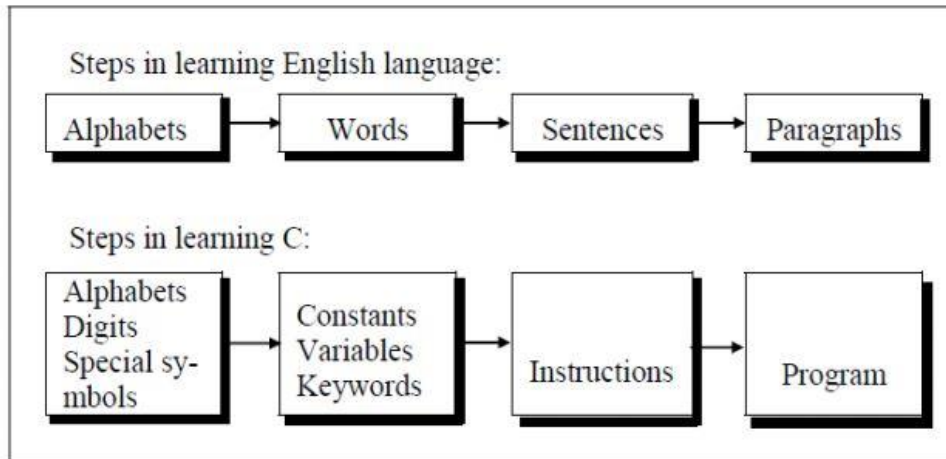 Steps in learning English language:
Alphabets
Words
Sentences
Paragraphs
Steps in learning C:
Alphabets
Digits
Special sy-
mbols
Constants
Variables
Keywords
Instructions
Program